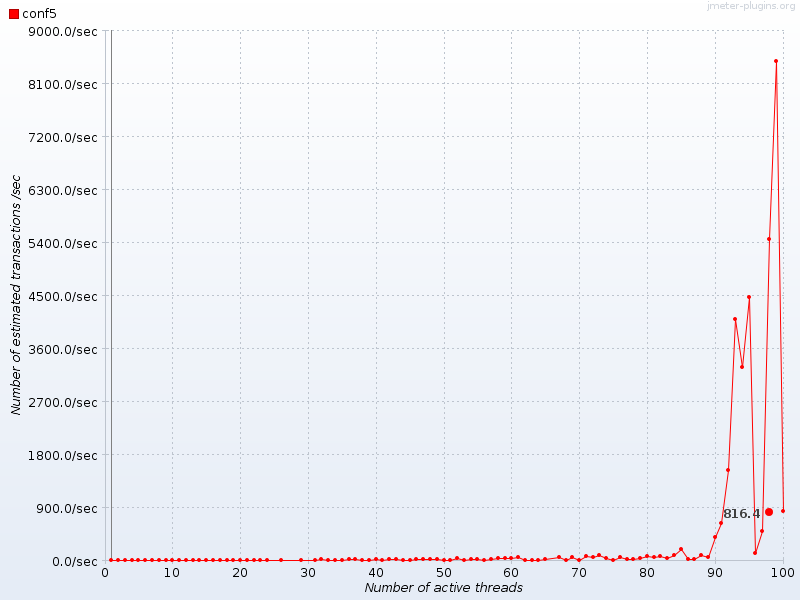 conf5
jmeter-plugins.org
9000.0/sec
8100.0/sec
7200.0/sec
6300.0/sec
5400.0/sec
4500.0/sec
3600.0/sec
2700.0/sec
1800.0/sec
900.0/sec
0.0/sec
Number of estimated transactions /sec
816.4
0 10 20 30 40 50 60 70 80 90 100
Number of active threads